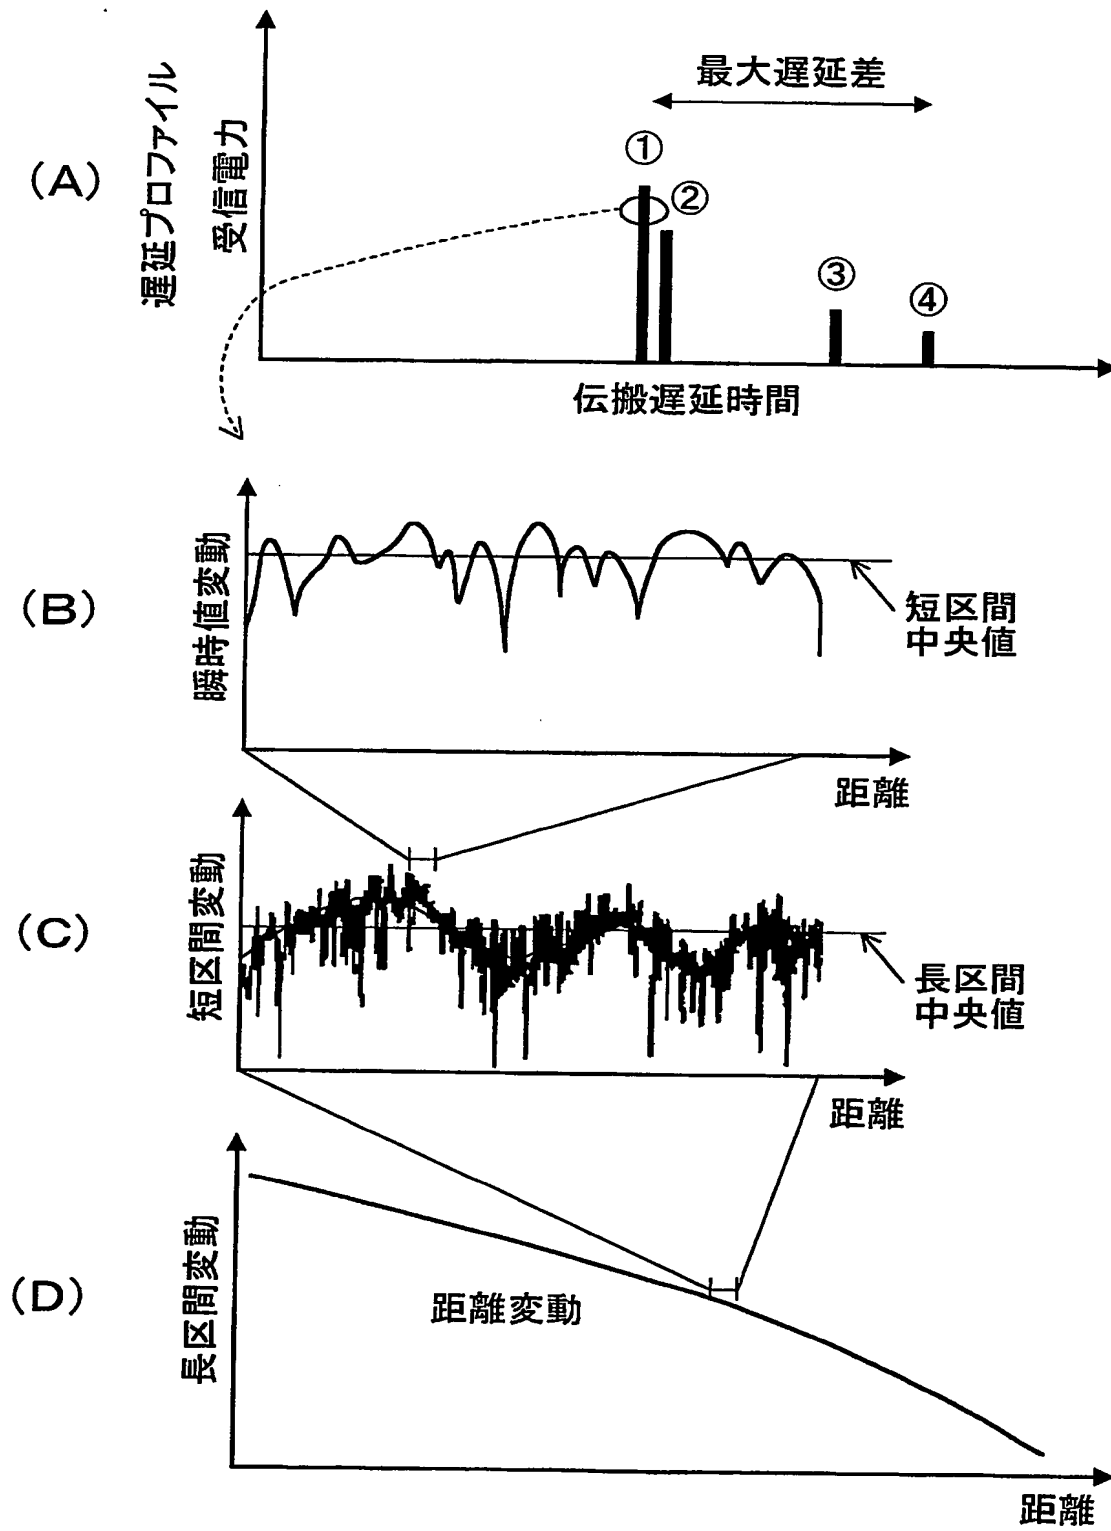 (A)
遅延プロファイル
受信電力
最大遅延差
①
②
③
④
伝搬遅延時間
(B)
瞬時値変動
短区間
中央値
距離
(C)
短区間変動
長区間
中央値
距離
(D)
長区間変動
距離変動
距離